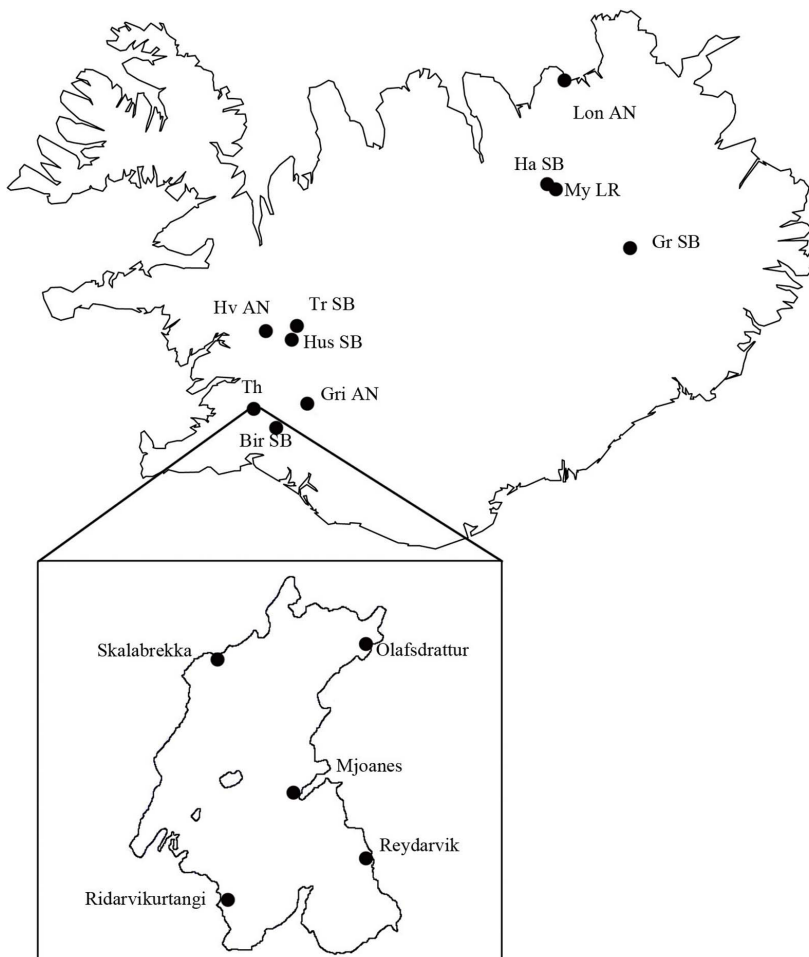 Lon AN
Ha SB
My LR
Gr SB
Tr SB
Hv AN
Hus SB
Th
Gri AN
Bir SB
Skalabrekka
Olafsdrattur
Mjoanes
Reydarvik
Ridarvikurtangi